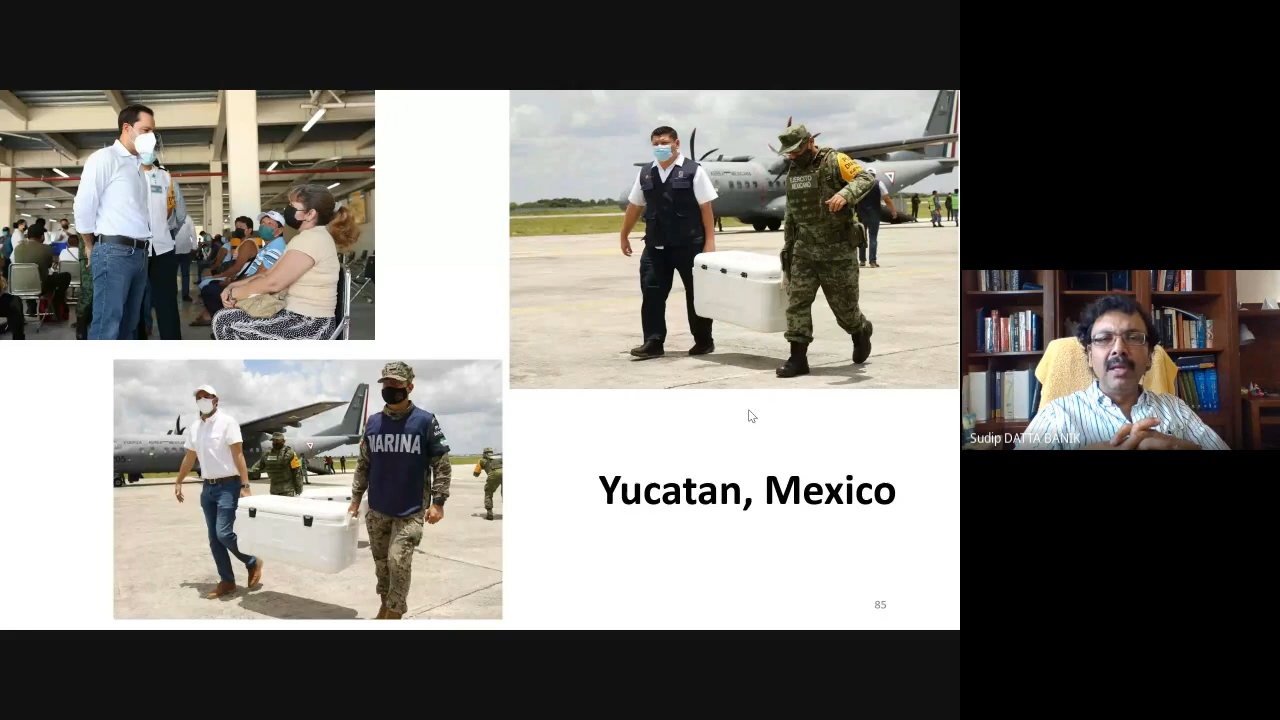 EJERCITO
MEXICANO
MARINA
Yucatan, Mexico
85
Sudip DATTA BANIK